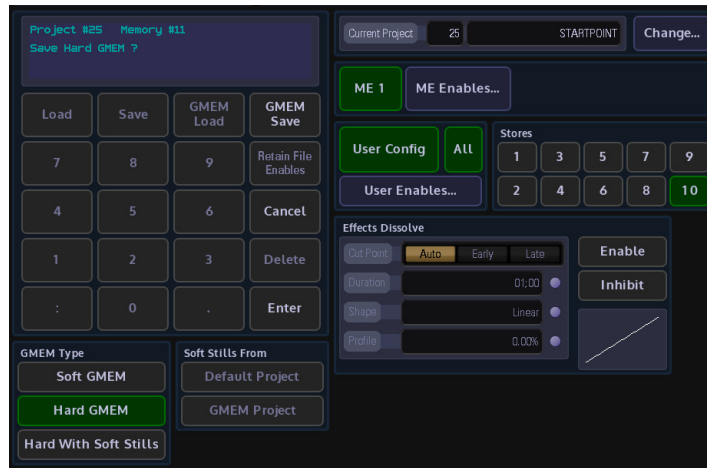 Project #25 Memory #11
Save Hard GMEM ?
Load
Save
GMEM
Load
GMEM
Save
7
8
9
Retain File
Enables
4
5
6
Cancel
1
2
3
Delete
:
0
.
Enter
GMEM Type
Soft GMEM
Hard GMEM
Hard With Soft Stills
Soft Stills From
Default Project
GMEM Project
Current Project 25 STARTPOINT Change...
ME 1 ME Enables...
User Config All
User Enables...
Stores
1 3 5 7 9
2 4 6 8 10
Effects Dissolve
Cut Point Auto Early Late
Duration 01:00
Shape Linear
Profile 0.00%
Enable
Inhibit